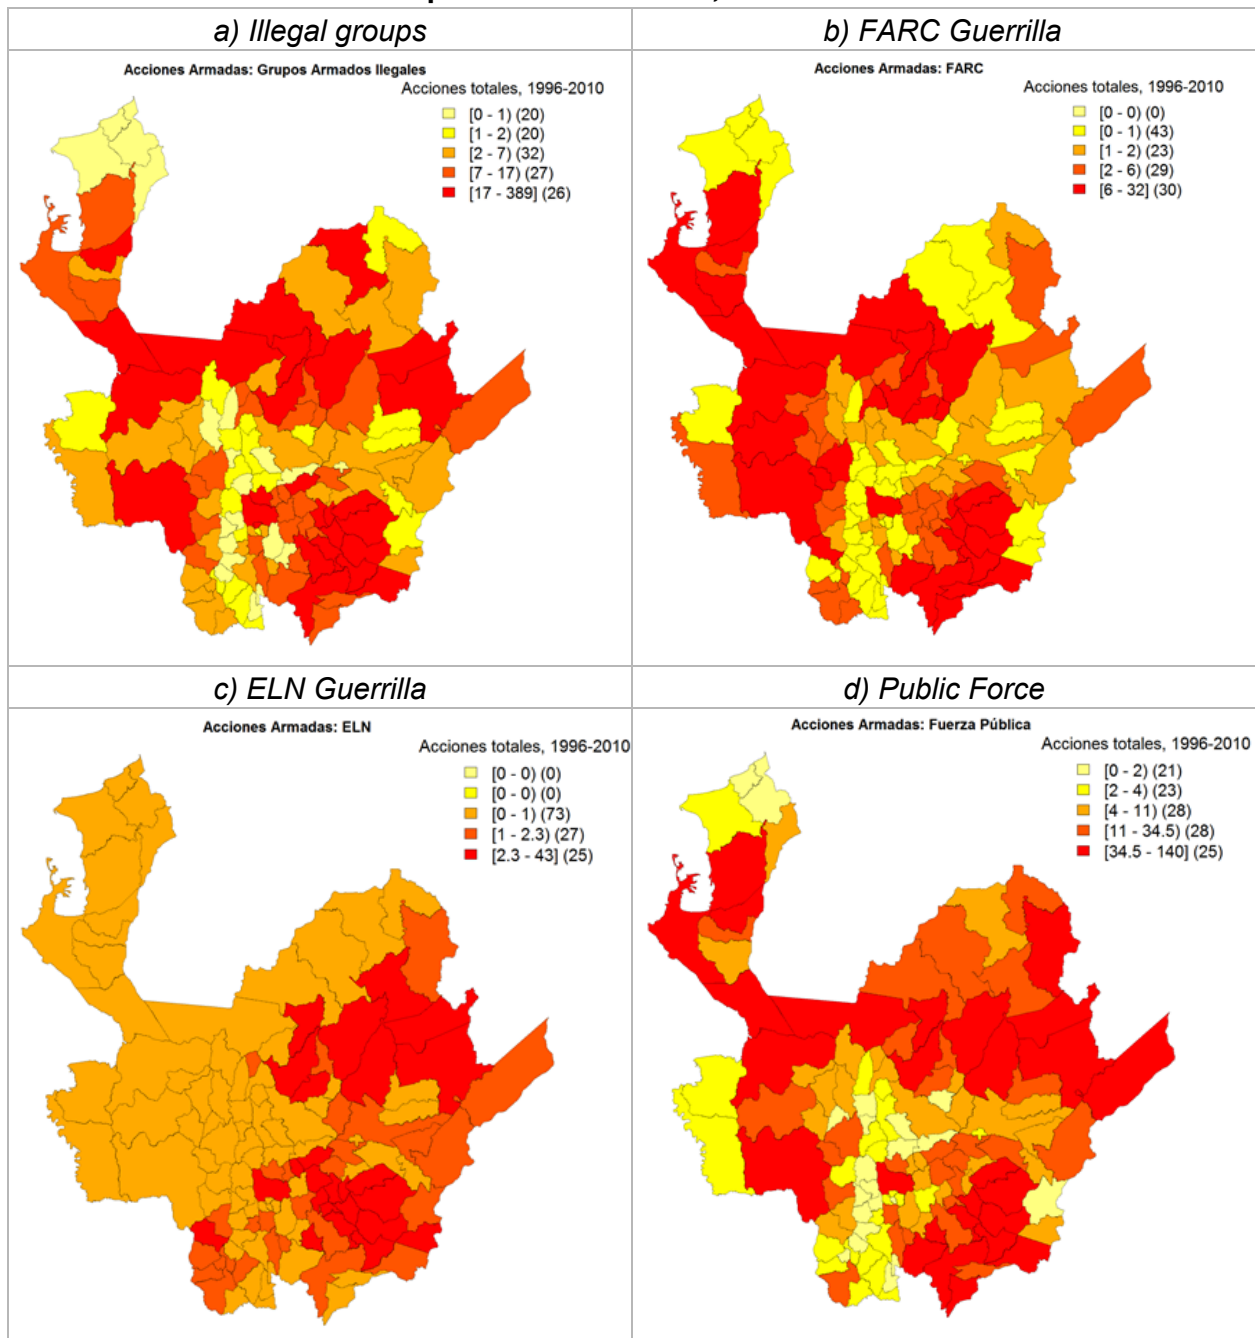 a) Illegal groups
b) FARC Guerrilla
Acciones Armadas: Grupos Armados Ilegales
Acciones totales, 1996-2010
[0 - 1) (20)
[1 - 2) (20)
[2 - 7) (32)
[7 - 17) (27)
[17 - 389] (26)
Acciones Armadas: FARC
Acciones totales, 1996-2010
[0 - 0) (0)
[0 - 1) (43)
[1 - 2) (23)
[2 - 6) (29)
[6 - 32] (30)
c) ELN Guerrilla
d) Public Force
Acciones Armadas: ELN
Acciones totales, 1996-2010
[0 - 0) (0)
[0 - 0) (0)
[0 - 1) (73)
[1 - 2.3) (27)
[2.3 - 43] (25)
Acciones Armadas: Fuerza Pública
Acciones totales, 1996-2010
[0 - 2) (21)
[2 - 4) (23)
[4 - 11) (28)
[11 - 34.5) (28)
[34.5 - 140] (25)